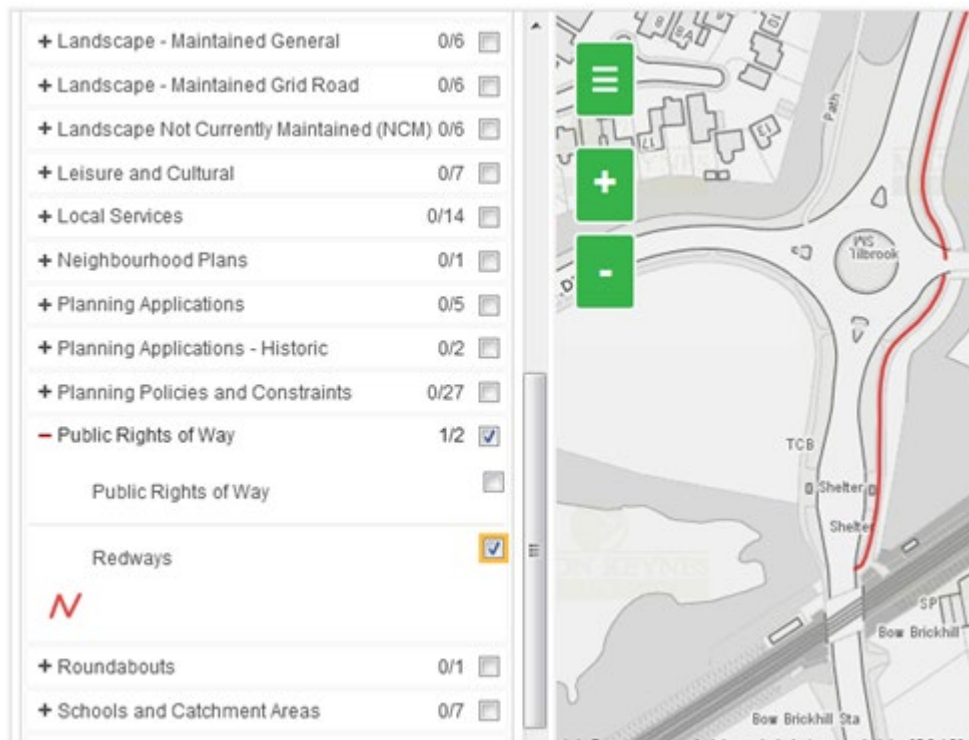 + Landscape - Maintained General 0/6
+ Landscape - Maintained Grid Road 0/6
+ Landscape Not Currently Maintained (NCM) 0/6
+ Leisure and Cultural 0/7
+ Local Services 0/14
+ Neighbourhood Plans 0/1
+ Planning Applications 0/5
+ Planning Applications - Historic 0/2
+ Planning Policies and Constraints 0/27
− Public Rights of Way 1/2
Public Rights of Way
Redways
+ Roundabouts 0/1
+ Schools and Catchment Areas 0/7
+
-
Path
17
13
Tilbrook
TCB
Shelter
Shelter
KEYNES
SP
Bow Brickhill
Bow Brickhill Sta